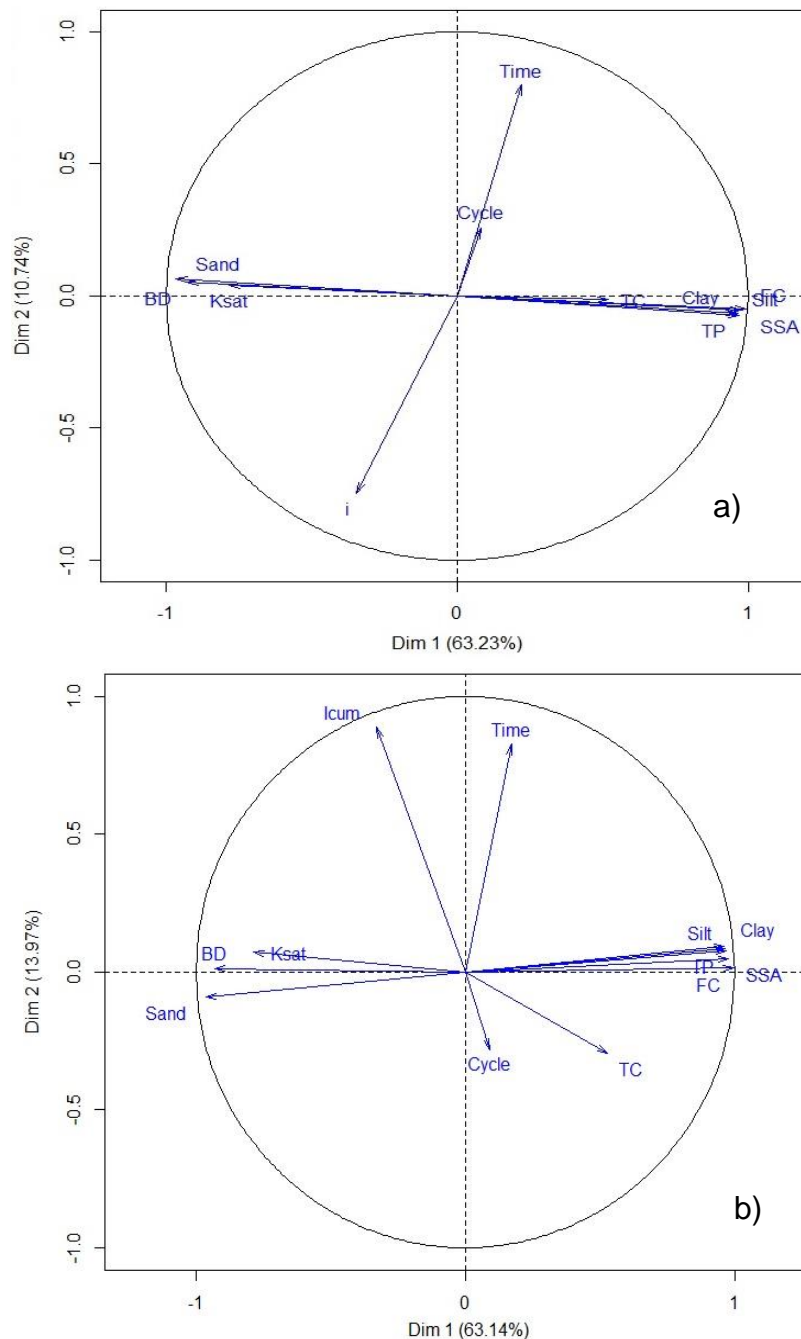 1.0
Time
0.5
Cycle
Sand
0.0
BD
Ksat
TC
Clay
Silt
FC
TP
SSA
Dim 2 (10.74%)
-0.5
i
a)
-1.0
-1
0
1
Dim 1 (63.23%)
1.0
Icum
Time
0.5
Silt
Clay
BD
Ksat
0.0
TP
SSA
FC
Sand
Dim 2 (13.97%)
Cycle
TC
-0.5
b)
-1.0
-1
0
1
Dim 1 (63.14%)